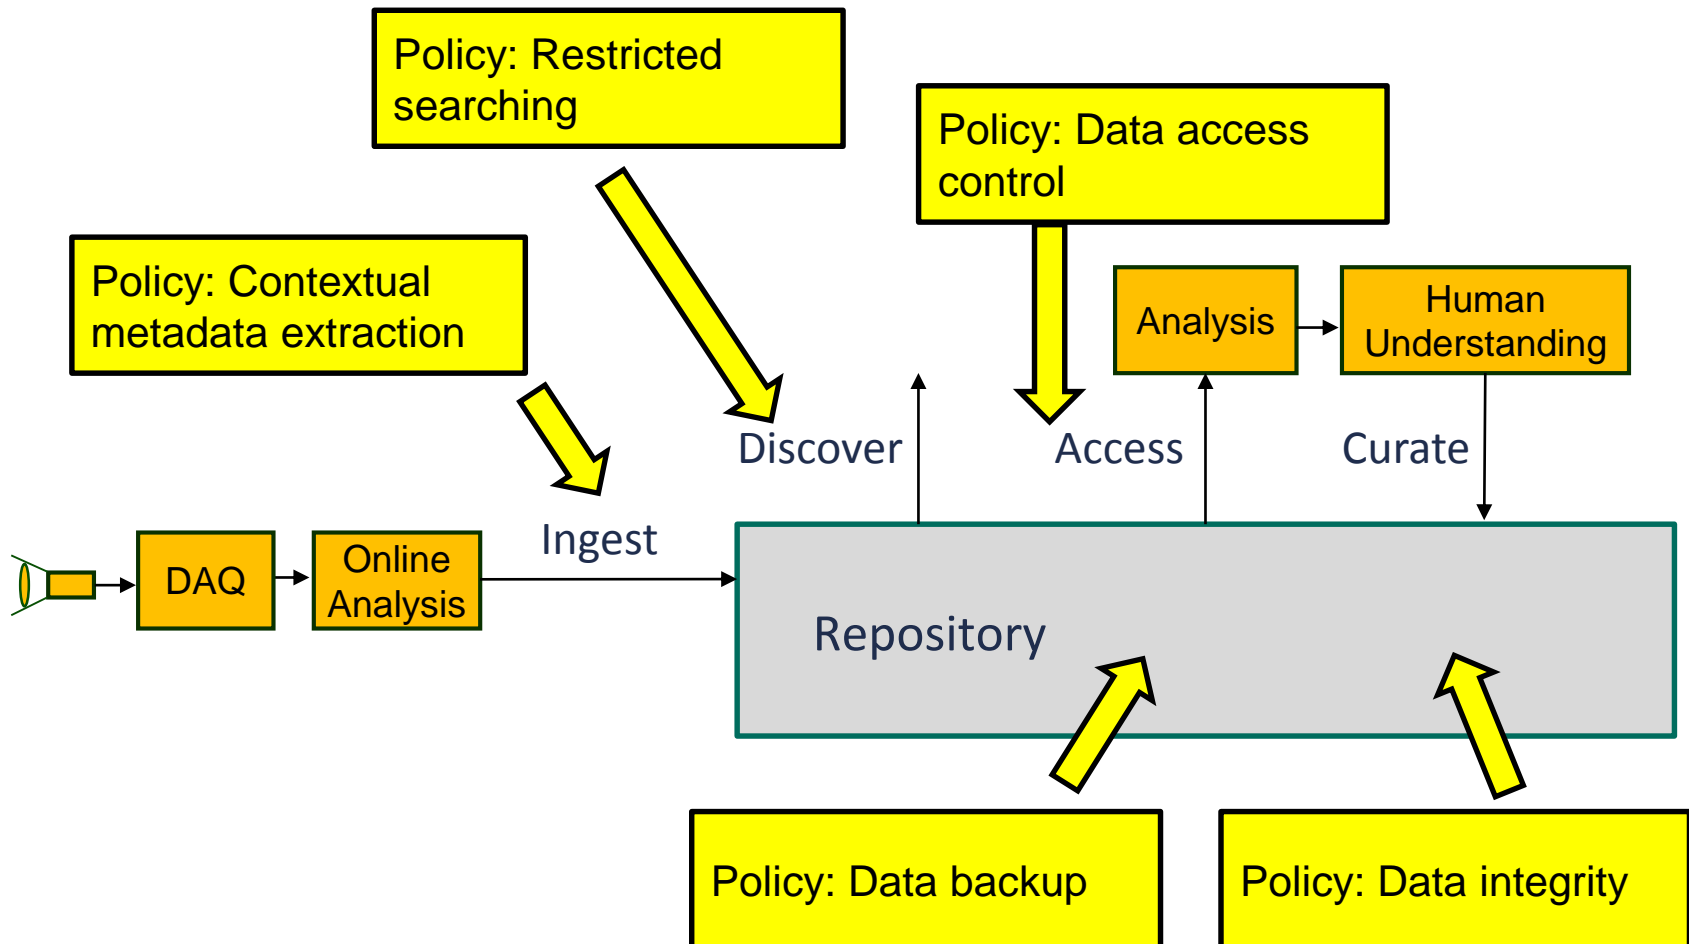 Policy: Restricted
searching
Policy: Data access
control
Policy: Contextual
metadata extraction
Analysis
Human
Understanding
Discover
Access
Curate
Ingest
DAQ
Online
Analysis
Repository
Policy: Data backup
Policy: Data integrity